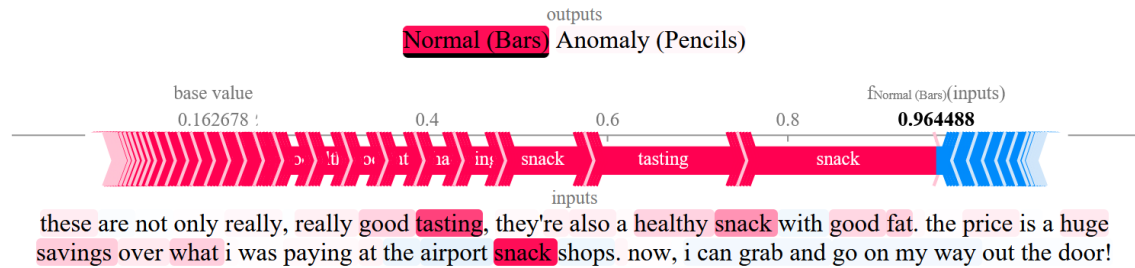 outputs
Normal (Bars) Anomaly (Pencils)
base value
fNormal (Bars)(inputs)
0.162678
0.4
0.6
0.8
0.964488
snack
tasting
snack
inputs
these are not only really, really good tasting, they're also a healthy snack with good fat. the price is a huge
savings over what i was paying at the airport snack shops. now, i can grab and go on my way out the door!